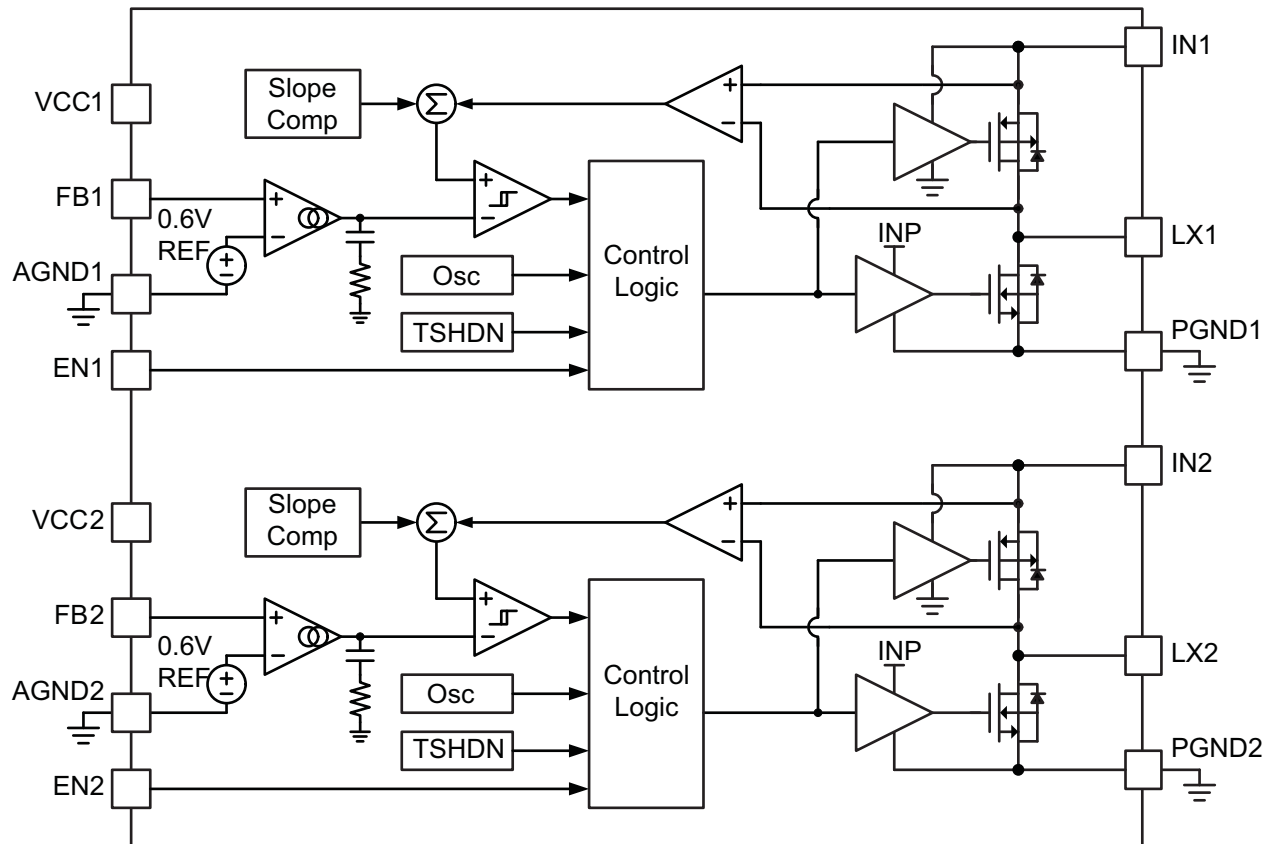 IN1
VCC1
Slope
Comp
Σ
+
−
FB1
0.6V
REF
+
−
+
−
+
−
AGND1
Osc
TSHDN
Control
Logic
INP
LX1
PGND1
EN1
IN2
VCC2
Slope
Comp
Σ
+
−
FB2
0.6V
REF
+
−
+
−
+
−
AGND2
Osc
TSHDN
Control
Logic
INP
LX2
PGND2
EN2